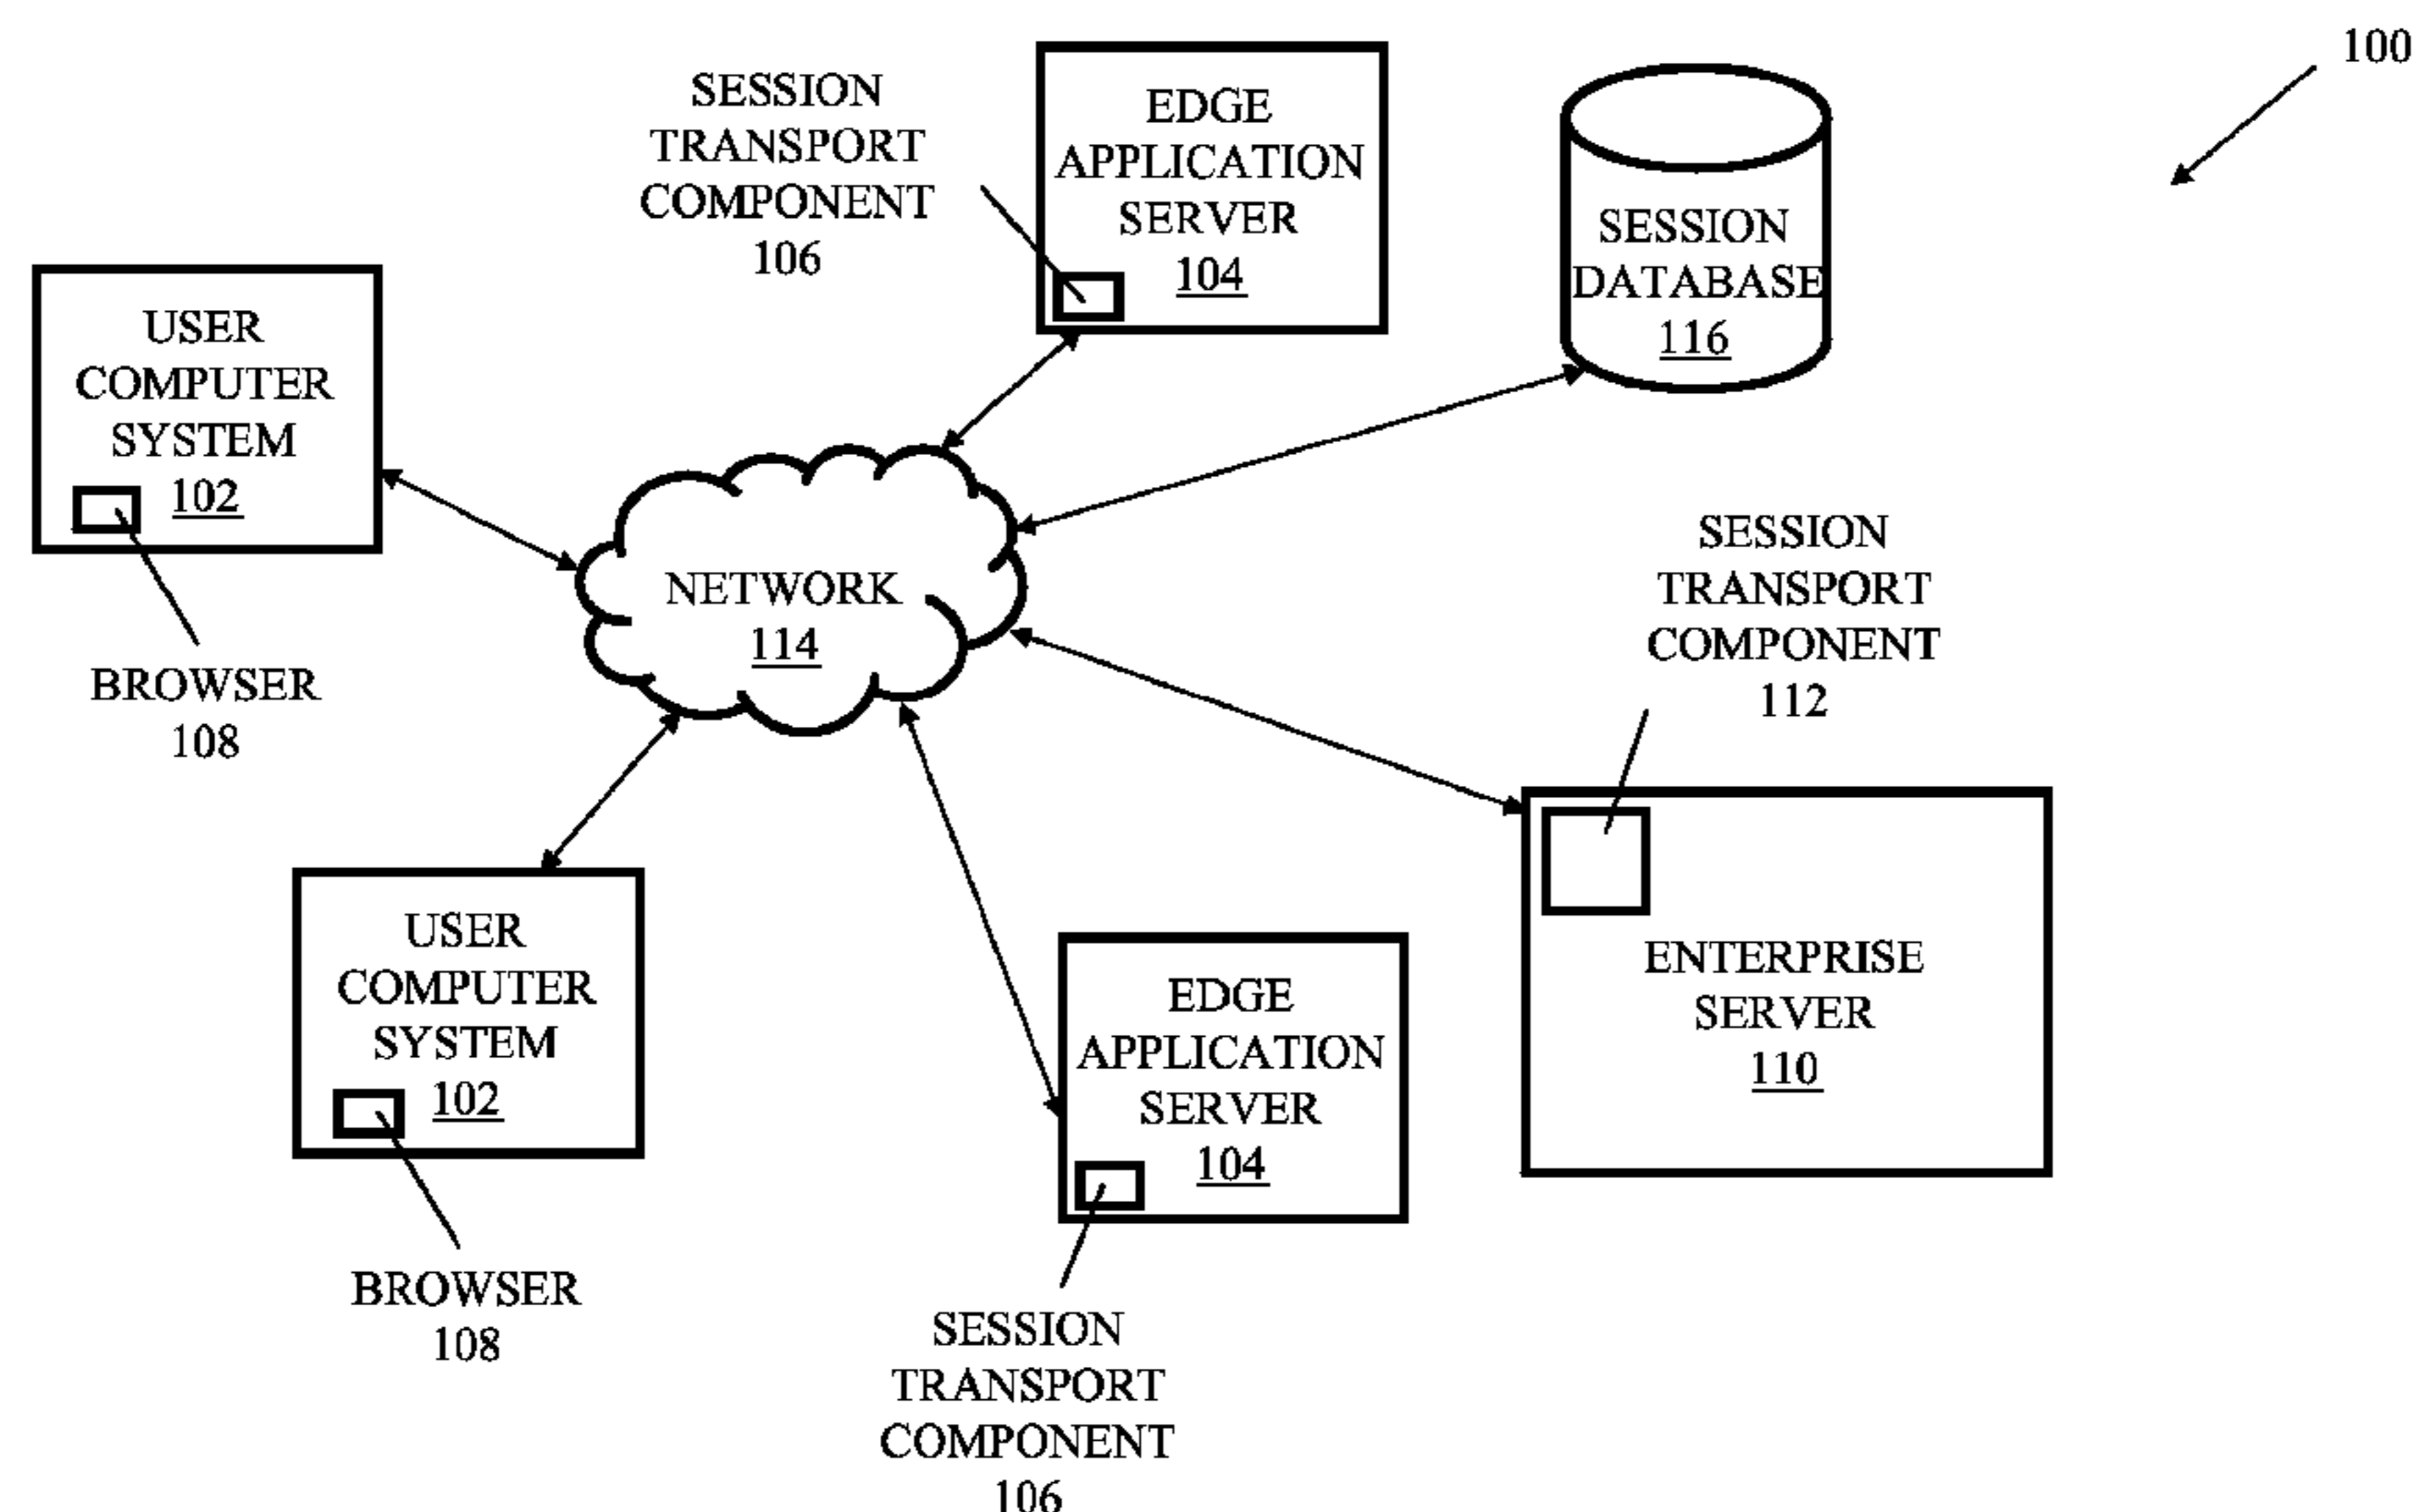 100
SESSION
TRANSPORT
COMPONENT
106
EDGE
APPLICATION
SERVER
104
SESSION
DATABASE
116
USER
COMPUTER
SYSTEM
102
BROWSER
108
NETWORK
114
SESSION
TRANSPORT
COMPONENT
112
USER
COMPUTER
SYSTEM
102
BROWSER
108
EDGE
APPLICATION
SERVER
104
SESSION
TRANSPORT
COMPONENT
106
ENTERPRISE
SERVER
110